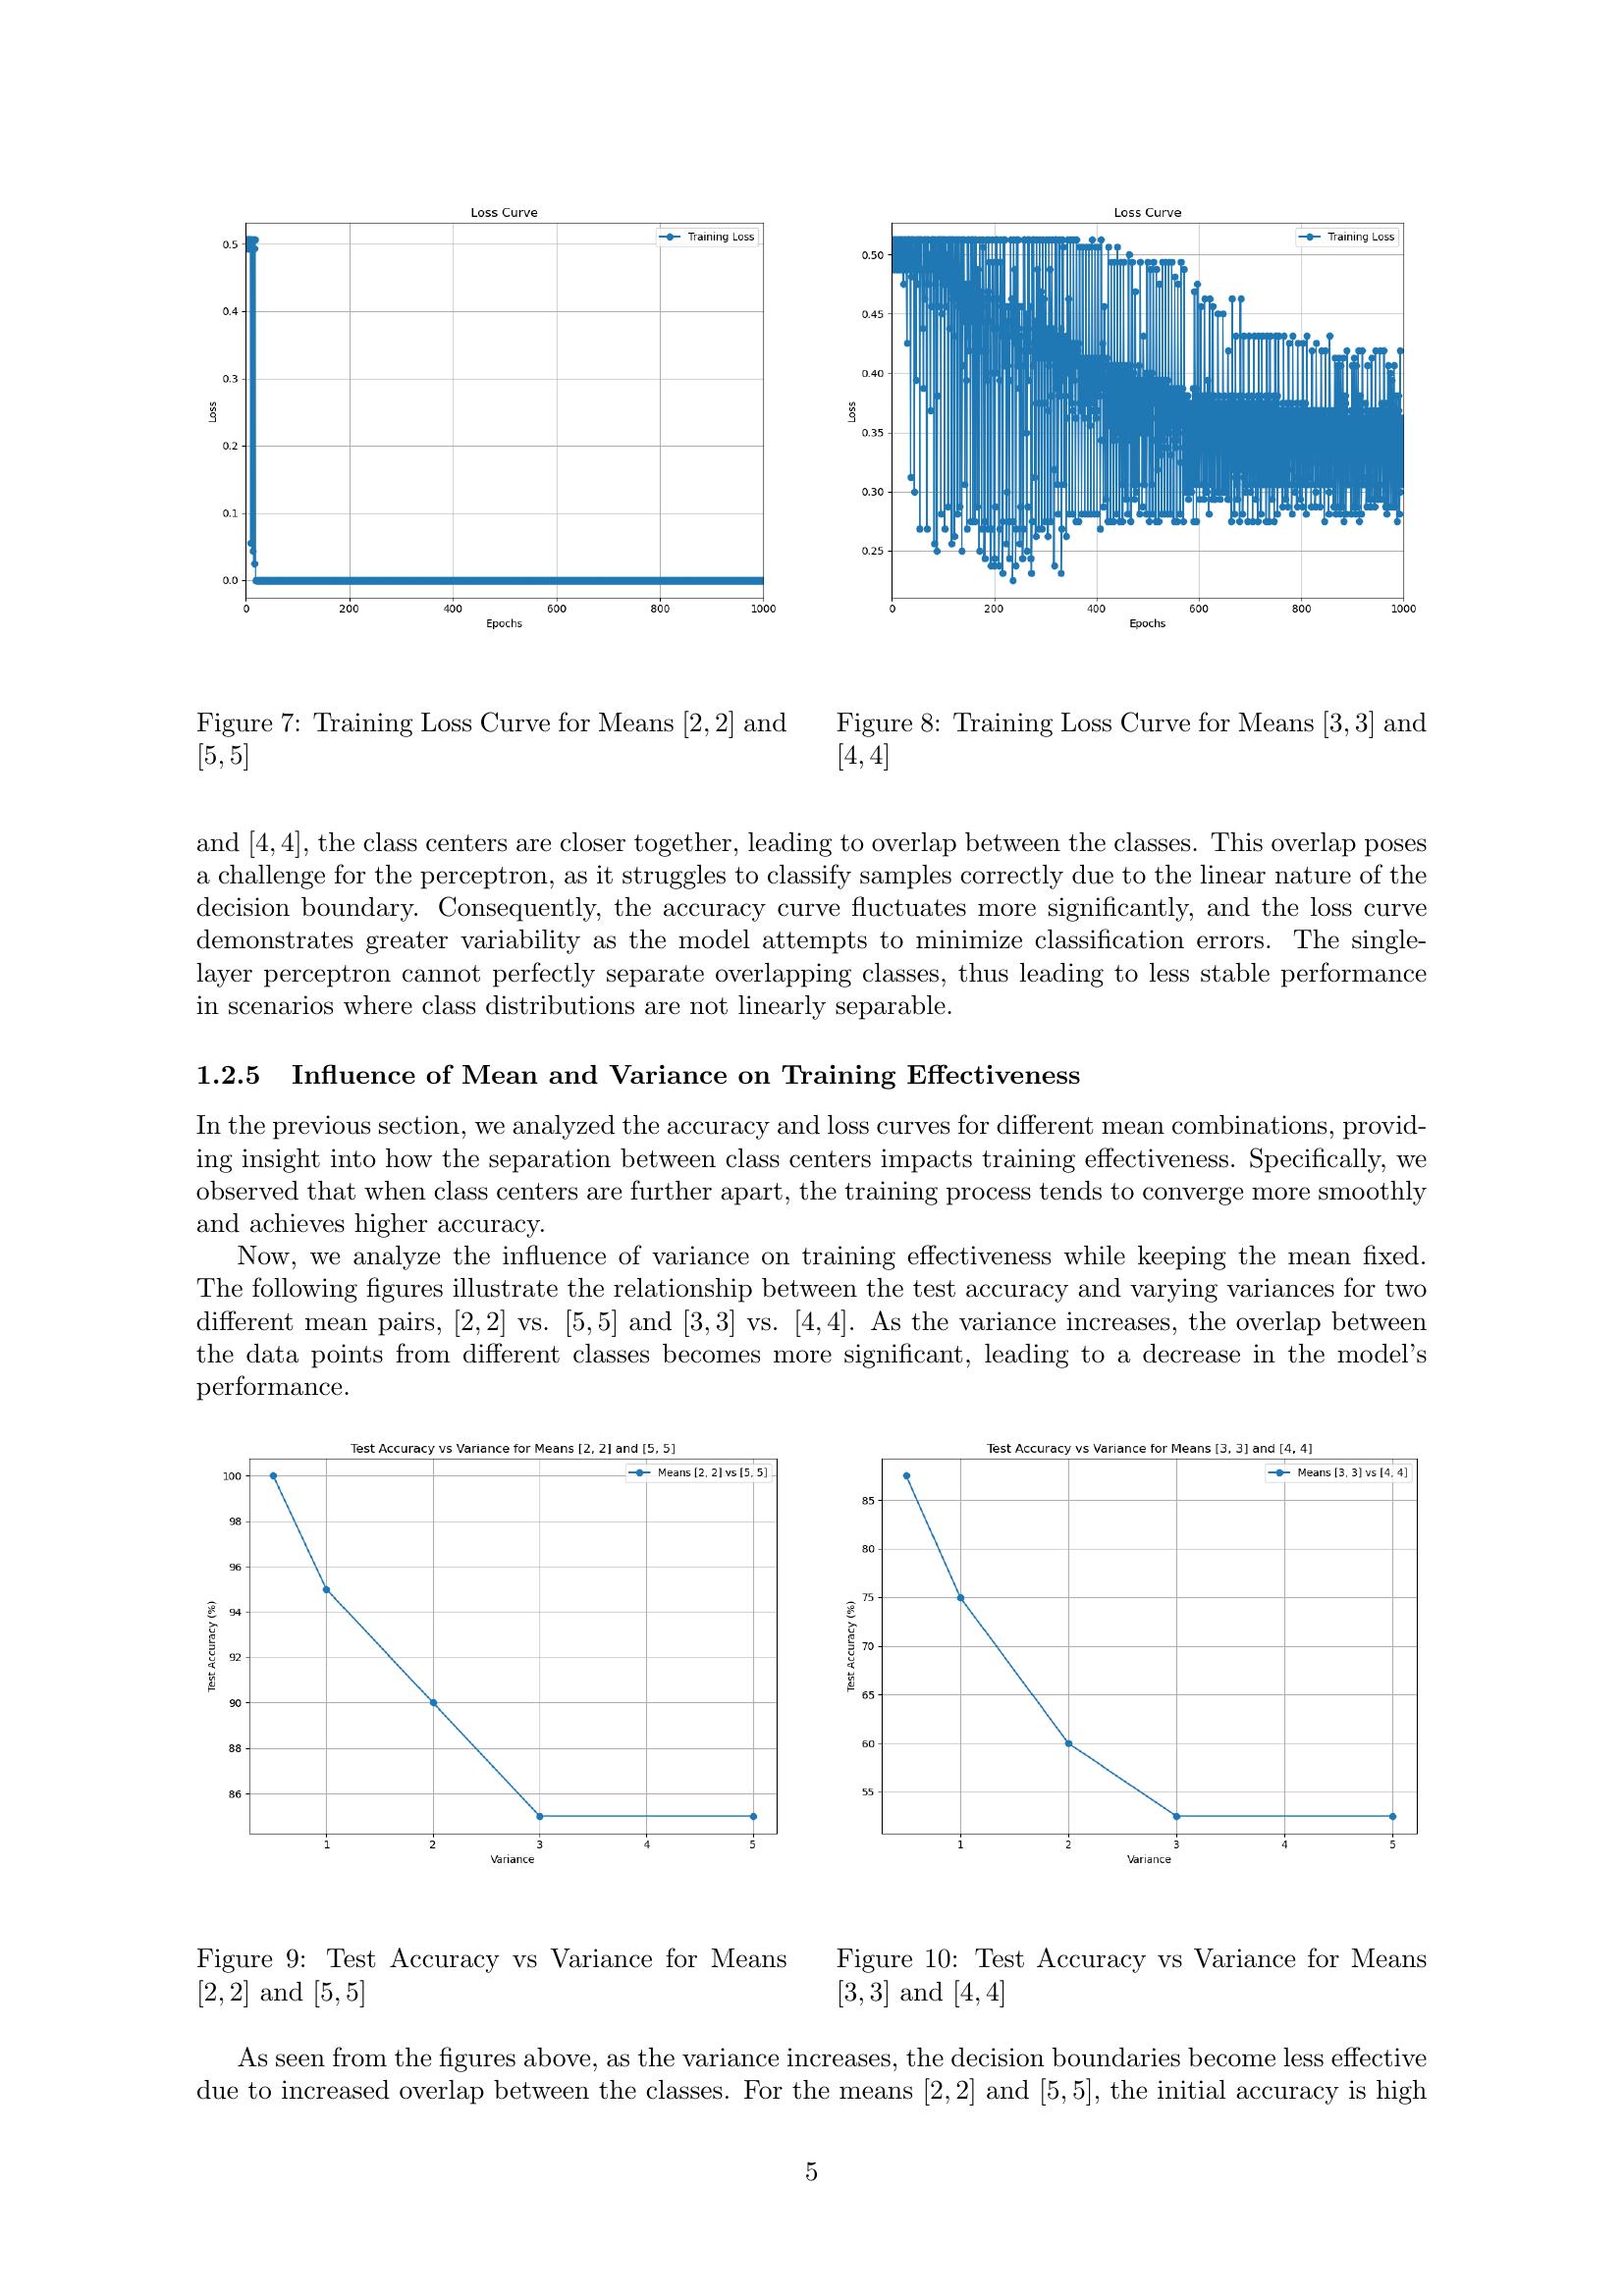 Loss Curve
Training Loss
0.5
0.4
0.3
0.2
0.1
0.0
Loss
0 200 400 600 800 1000
Epochs
Loss Curve
Training Loss
0.50
0.45
0.40
0.35
0.30
0.25
Loss
0 200 400 600 800 1000
Epochs
Figure 7: Training Loss Curve for Means [2, 2] and
[5, 5]
Figure 8: Training Loss Curve for Means [3, 3] and
[4, 4]
and [4, 4], the class centers are closer together, leading to overlap between the classes. This overlap poses
a challenge for the perceptron, as it struggles to classify samples correctly due to the linear nature of the
decision boundary. Consequently, the accuracy curve fluctuates more significantly, and the loss curve
demonstrates greater variability as the model attempts to minimize classification errors. The single-
layer perceptron cannot perfectly separate overlapping classes, thus leading to less stable performance
in scenarios where class distributions are not linearly separable.
1.2.5 Influence of Mean and Variance on Training Effectiveness
In the previous section, we analyzed the accuracy and loss curves for different mean combinations, provid-
ing insight into how the separation between class centers impacts training effectiveness. Specifically, we
observed that when class centers are further apart, the training process tends to converge more smoothly
and achieves higher accuracy.
Now, we analyze the influence of variance on training effectiveness while keeping the mean fixed.
The following figures illustrate the relationship between the test accuracy and varying variances for two
different mean pairs, [2, 2] vs. [5, 5] and [3, 3] vs. [4, 4]. As the variance increases, the overlap between
the data points from different classes becomes more significant, leading to a decrease in the model's
performance.
Test Accuracy vs Variance for Means [2, 2] and [5, 5]
Means [2, 2] vs [5, 5]
100
98
96
94
92
90
88
86
Test Accuracy (%)
1 2 3 4 5
Variance
Test Accuracy vs Variance for Means [3, 3] and [4, 4]
Means [3, 3] vs [4, 4]
85
80
75
70
65
60
55
Test Accuracy (%)
1 2 3 4 5
Variance
Figure 9: Test Accuracy vs Variance for Means
[2, 2] and [5, 5]
Figure 10: Test Accuracy vs Variance for Means
[3, 3] and [4, 4]
As seen from the figures above, as the variance increases, the decision boundaries become less effective
due to increased overlap between the classes. For the means [2, 2] and [5, 5], the initial accuracy is high
5